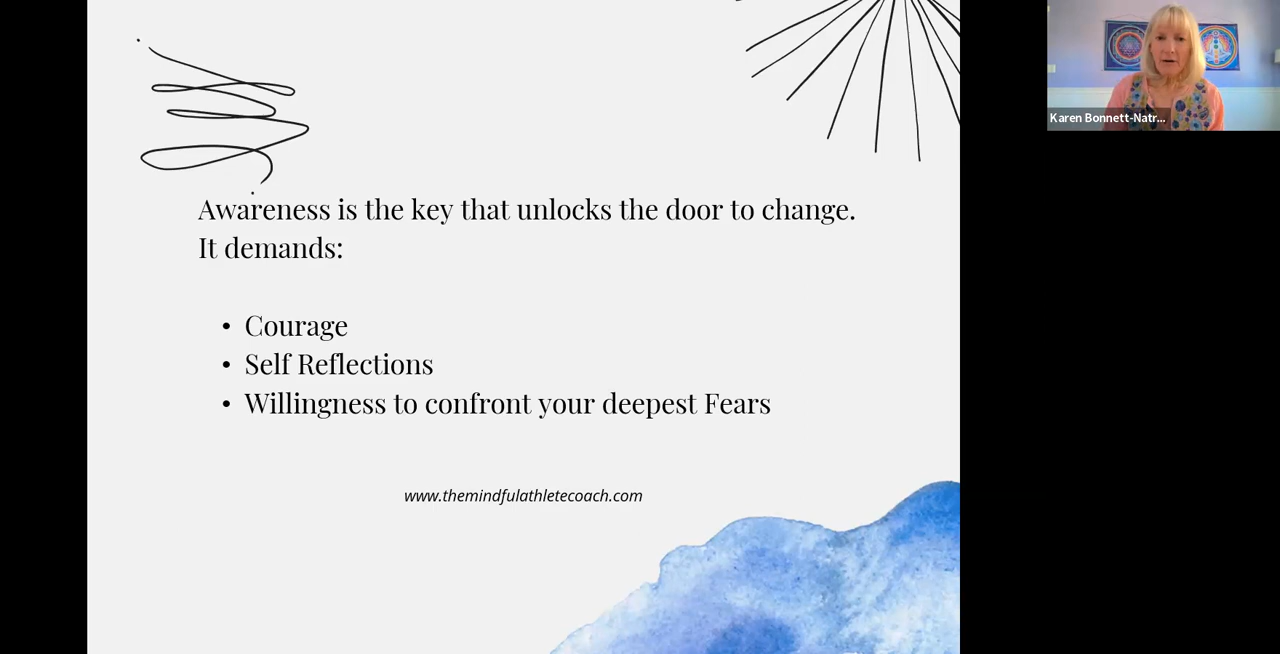 Awareness is the key that unlocks the door to change.
It demands:
• Courage
• Self Reflections
• Willingness to confront your deepest Fears
www.themindfulathletecoach.com
Karen Bonnett-Natr...